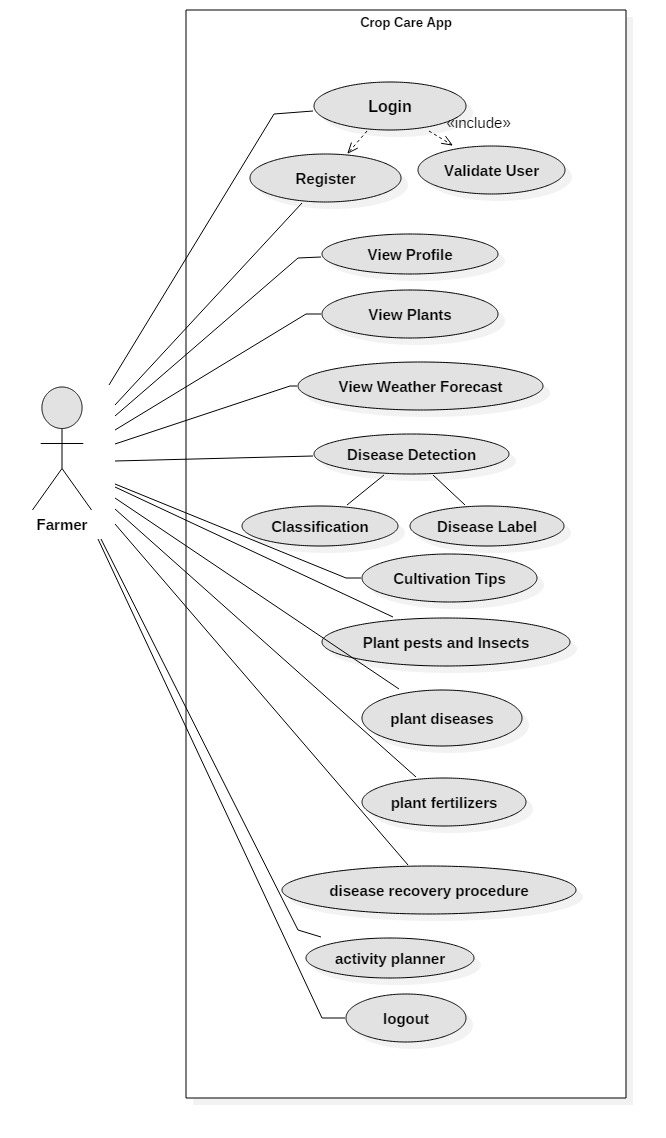 Crop Care App
Login
«include»
Register
Validate User
View Profile
View Plants
View Weather Forecast
Disease Detection
Classification
Disease Label
Farmer
Cultivation Tips
Plant pests and Insects
plant diseases
plant fertilizers
disease recovery procedure
activity planner
logout